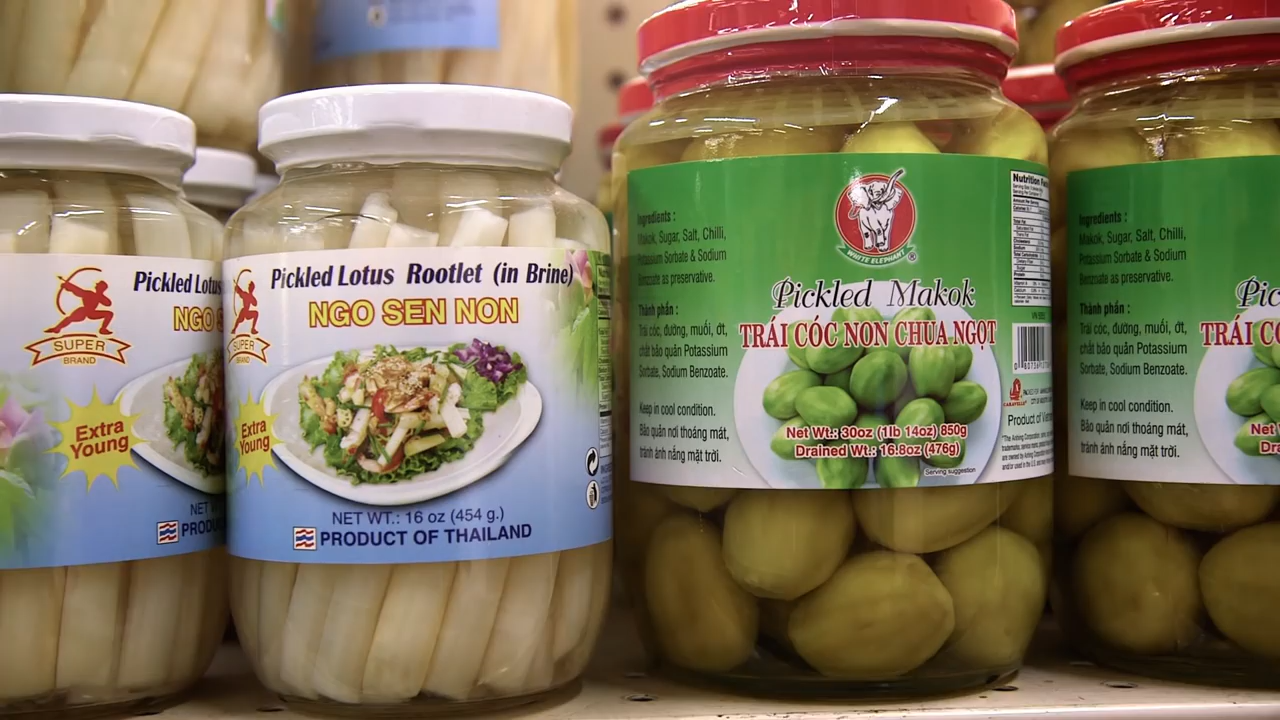 Pickled Lotus
NGO S
SUPER
BRAND
Extra
Young
NET W
PRODUC
Pickled Lotus Rootlet (in Brine)
NGO SEN NON
SUPER
BRAND
Extra
Young
NET WT.: 16 oz (454 g.)
PRODUCT OF THAILAND
WHITE ELEPHANT
®
Ingredients :
Makok, Sugar, Salt, Chilli,
Potassium Sorbate & Sodium
Benzoate as preservative.
Thành phần :
Trái cóc, đường, muối, ớt,
chất bảo quản Potassium
Sorbate, Sodium Benzoate.
Keep in cool condition.
Bảo quản nơi thoáng mát,
tránh ánh nắng mặt trời.
Pickled Makok
TRÁI CÓC NON CHUA NGỌT
Net Wt.: 30oz (1lb 14oz) 850g
Drained Wt.: 16.8oz (476g)
Serving suggestion
Nutrition Fa
Product of Vietn
Ingredients :
Makok, Sugar, Salt, Chilli,
Potassium Sorbate & Sodium
Benzoate as preservative.
Thành phần :
Trái cóc, đường, muối, ớt,
chất bảo quản Potassium
Sorbate, Sodium Benzoate.
Keep in cool condition.
Bảo quản nơi thoáng mát,
tránh ánh nắng mặt trời.
Pic
TRÁI CÓ
Net
D